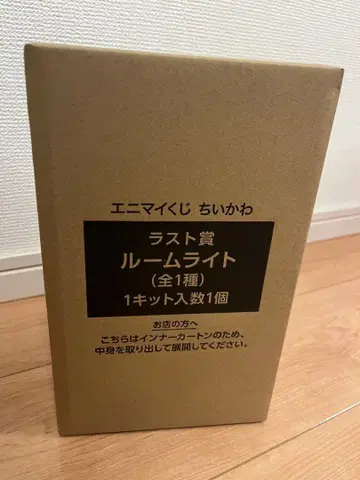 エニマイくじ ちいかわ
ラスト賞
ルームライト
(全1種)
1キット入数1個
お店の方へ
こちらはインナーカートンのため、
中身を取り出して展開してください。